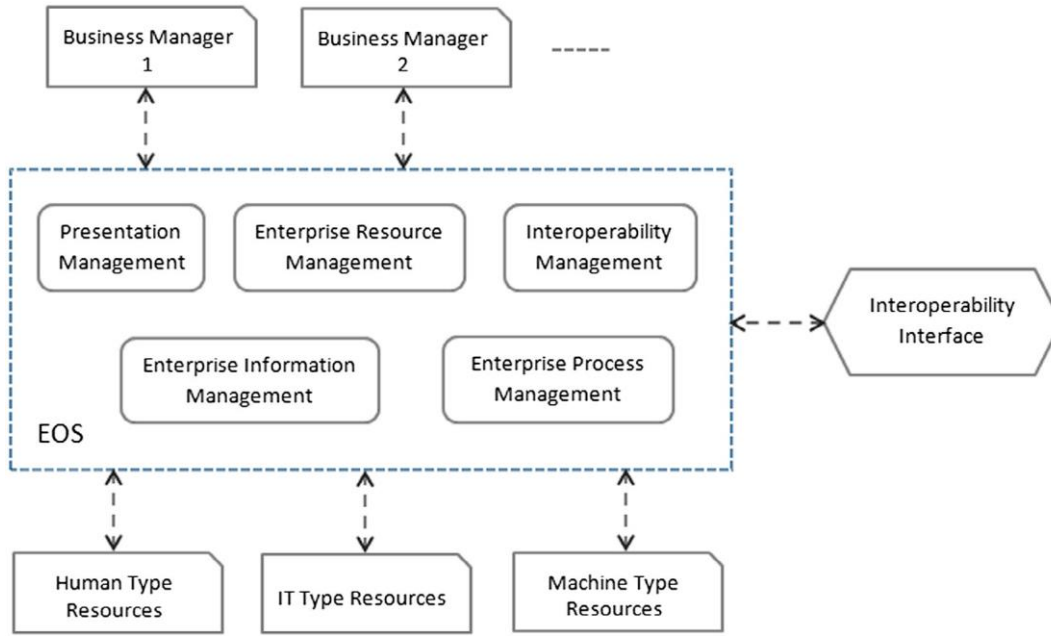 Business Manager
1
Business Manager
2
Presentation
Management
Enterprise Resource
Management
Interoperability
Management
Interoperability
Interface
Enterprise Information
Management
Enterprise Process
Management
EOS
Human Type
Resources
IT Type Resources
Machine Type
Resources